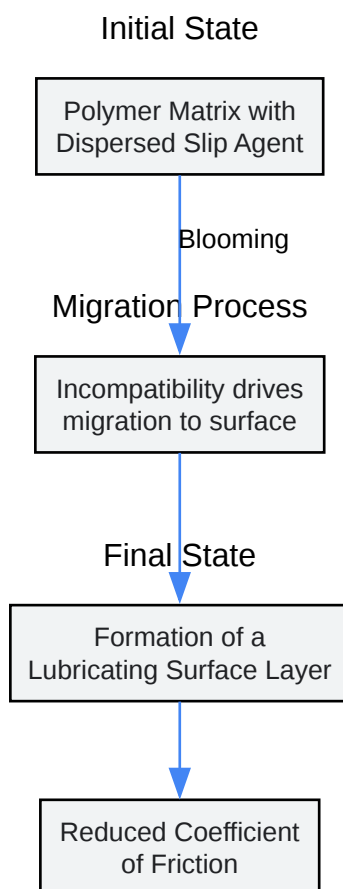 Initial State
Polymer Matrix with
Dispersed Slip Agent
Blooming
Migration Process
Incompatibility drives
migration to surface
Final State
Formation of a
Lubricating Surface Layer
Reduced Coefficient
of Friction